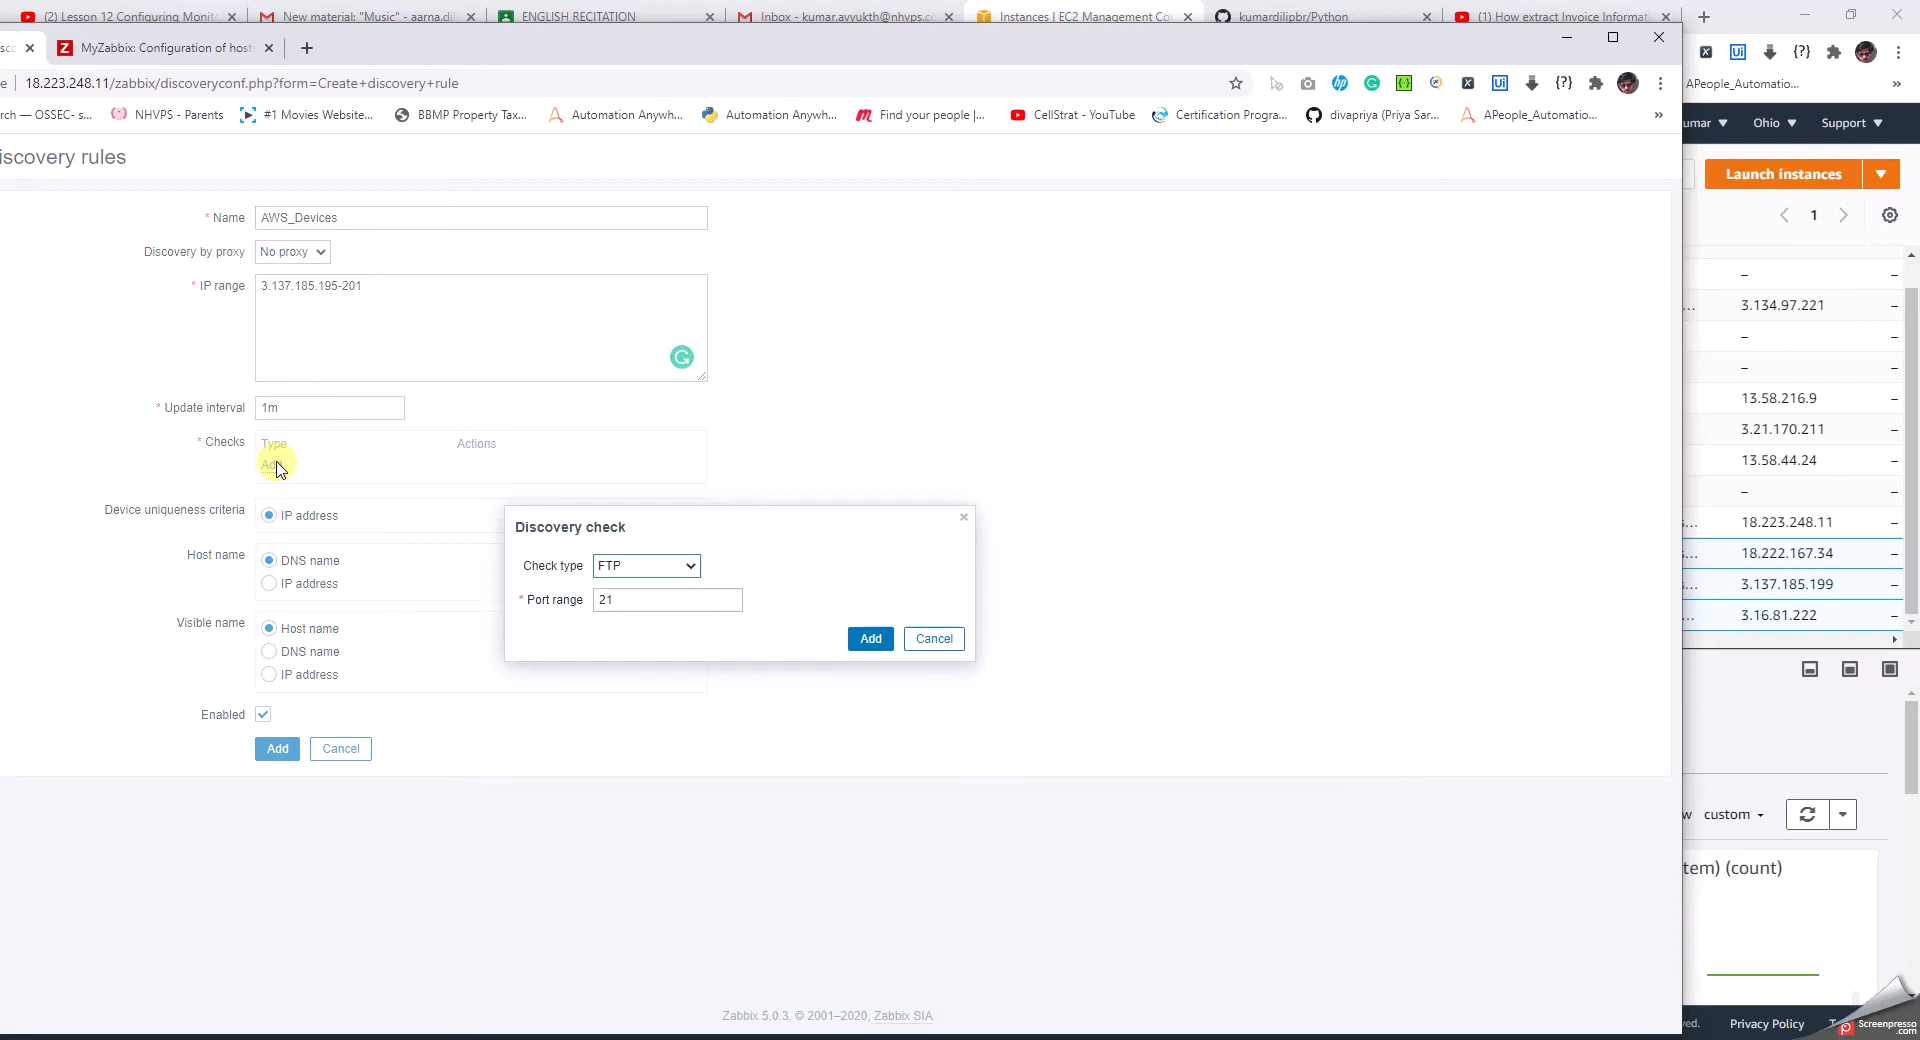 (2) Lesson 12 Configuring Monit
New material: "Music" - aarna.dil
ENGLISH RECITATION
Inbox - kumar.avyukth@nhvps.c
Instances | EC2 Management Con
kumardilipbr/Python
(1) How extract Invoice Informat
MyZabbix: Configuration of host
18.223.248.11/zabbix/discoveryconf.php?form=Create+discovery+rule
rch — OSSEC- s...
NHVPS - Parents
#1 Movies Website...
BBMP Property Tax...
Automation Anywh...
Automation Anywh...
Find your people |...
CellStrat - YouTube
Certification Progra...
divapriya (Priya Sar...
APeople_Automatio...
»
APeople_Automatio...
»
umar
Ohio
Support
iscovery rules
Launch instances
1
* Name
AWS_Devices
Discovery by proxy
No proxy
* IP range
3.137.185.195-201
* Update interval
1m
* Checks
Type
Actions
Add
Device uniqueness criteria
IP address
Host name
DNS name
IP address
Visible name
Host name
DNS name
IP address
Enabled
Add
Cancel
Discovery check
×
Check type
FTP
* Port range
21
Add
Cancel
–
–
...
3.134.97.221
–
–
–
–
–
13.58.216.9
–
3.21.170.211
–
13.58.44.24
–
–
–
s...
18.223.248.11
–
s...
18.222.167.34
–
s...
3.137.185.199
–
...
3.16.81.222
–
w
custom
tem) (count)
Zabbix 5.0.3. © 2001–2020, Zabbix SIA
ved.
Privacy Policy
T
Screenpresso
.com